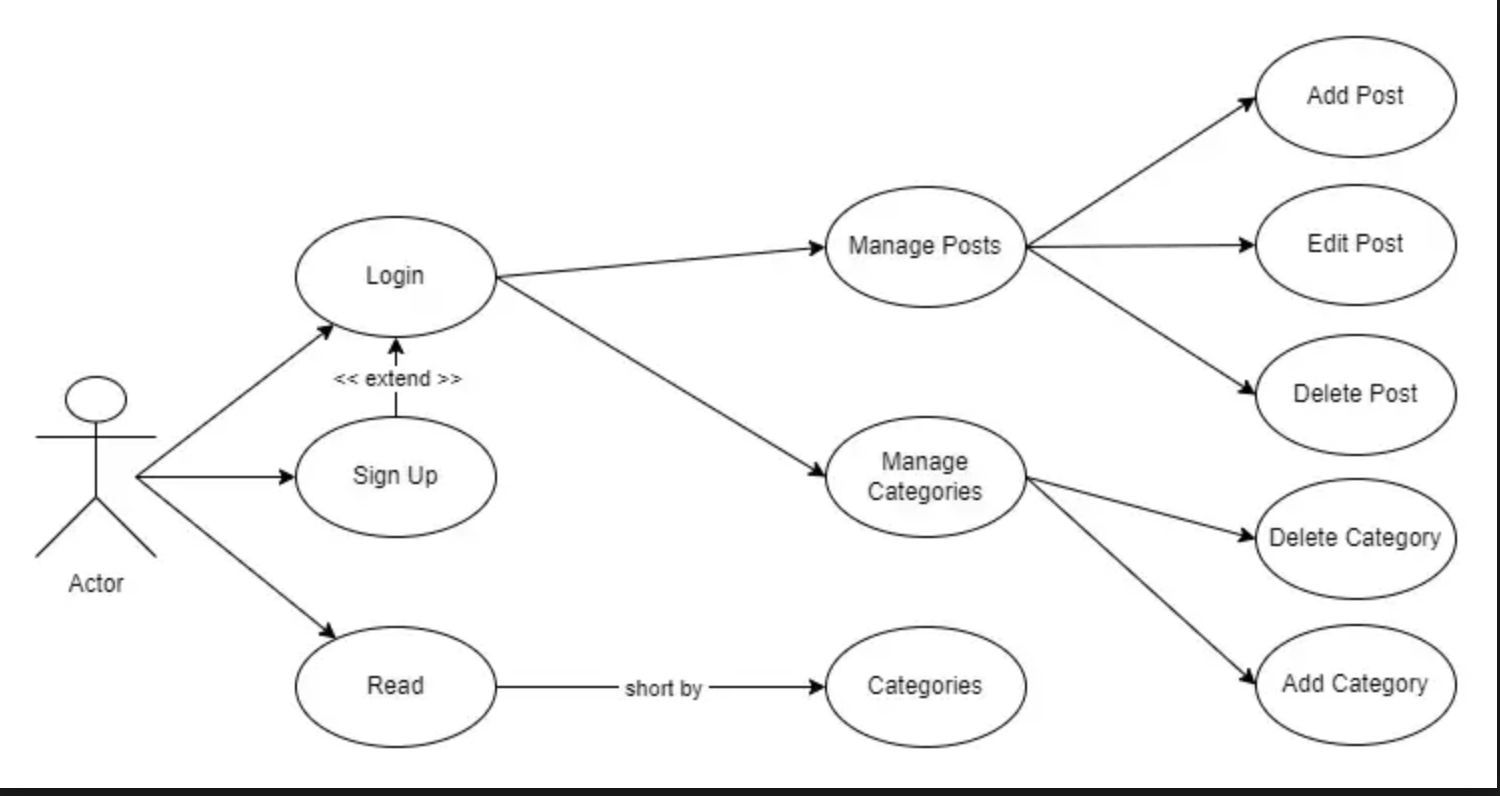 Add Post
Manage Posts
Edit Post
Login
<< extend >>
Delete Post
Sign Up
Manage
Categories
Delete Category
Actor
Read
short by
Categories
Add Category